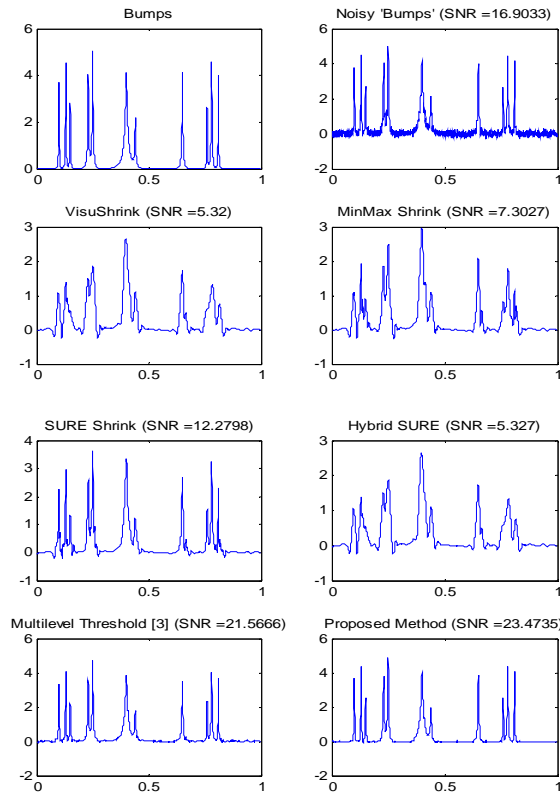 Bumps
6
4
2
0
0 0.5 1
Noisy 'Bumps' (SNR =16.9033)
6
4
2
0
-2
0 0.5 1
VisuShrink (SNR =5.32)
3
2
1
0
-1
0 0.5 1
MinMax Shrink (SNR =7.3027)
3
2
1
0
-1
0 0.5 1
SURE Shrink (SNR =12.2798)
4
3
2
1
0
-1
0 0.5 1
Hybrid SURE (SNR =5.327)
3
2
1
0
-1
0 0.5 1
Multilevel Threshold [3] (SNR =21.5666)
6
4
2
0
-2
0 0.5 1
Proposed Method (SNR =23.4735)
6
4
2
0
-2
0 0.5 1